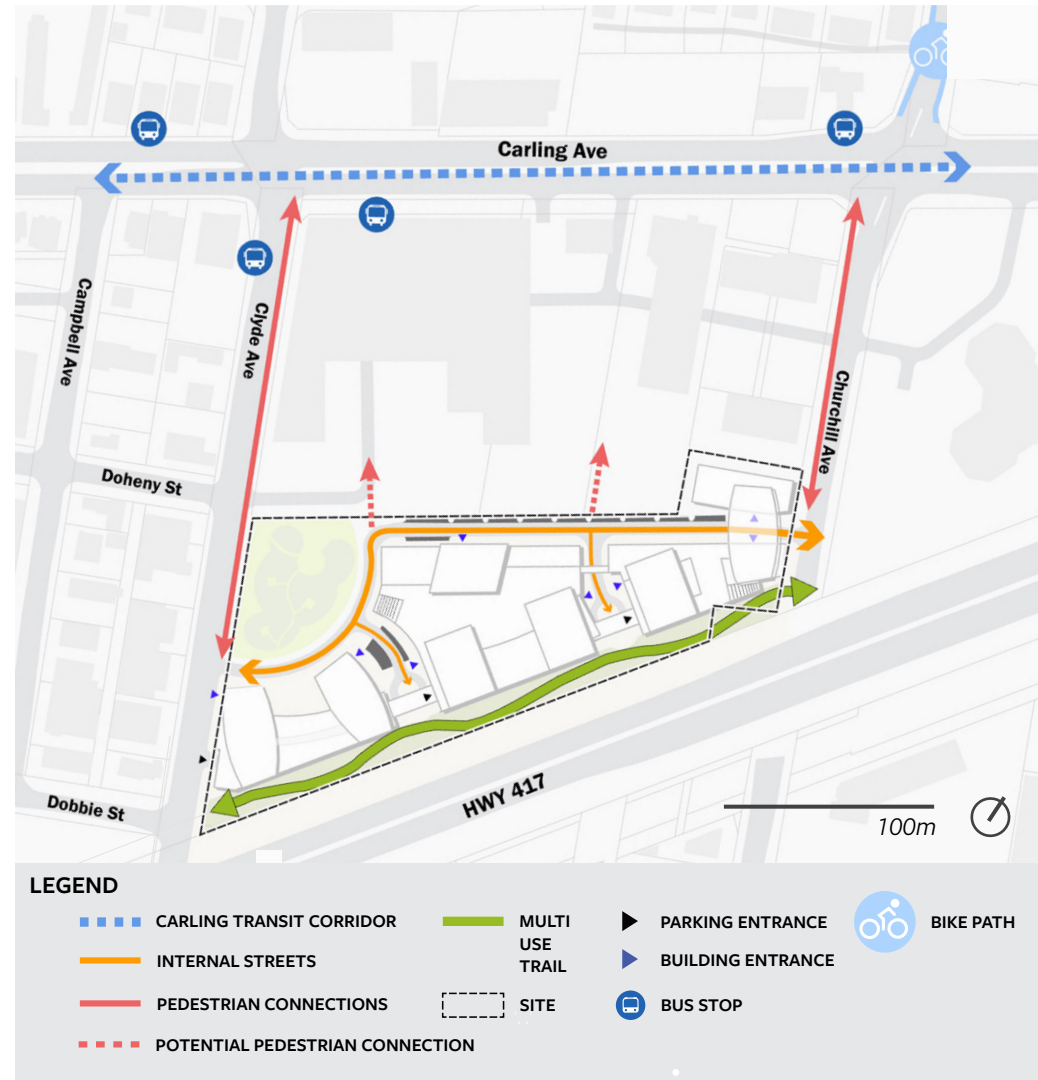 Carling Ave
Campbell Ave
Clyde Ave
Churchill Ave
Doheny St
Dobbie St
HWY 417
100m
LEGEND
CARLING TRANSIT CORRIDOR
INTERNAL STREETS
PEDESTRIAN CONNECTIONS
POTENTIAL PEDESTRIAN CONNECTION
MULTI
USE
TRAIL
SITE
PARKING ENTRANCE
BUILDING ENTRANCE
BUS STOP
BIKE PATH